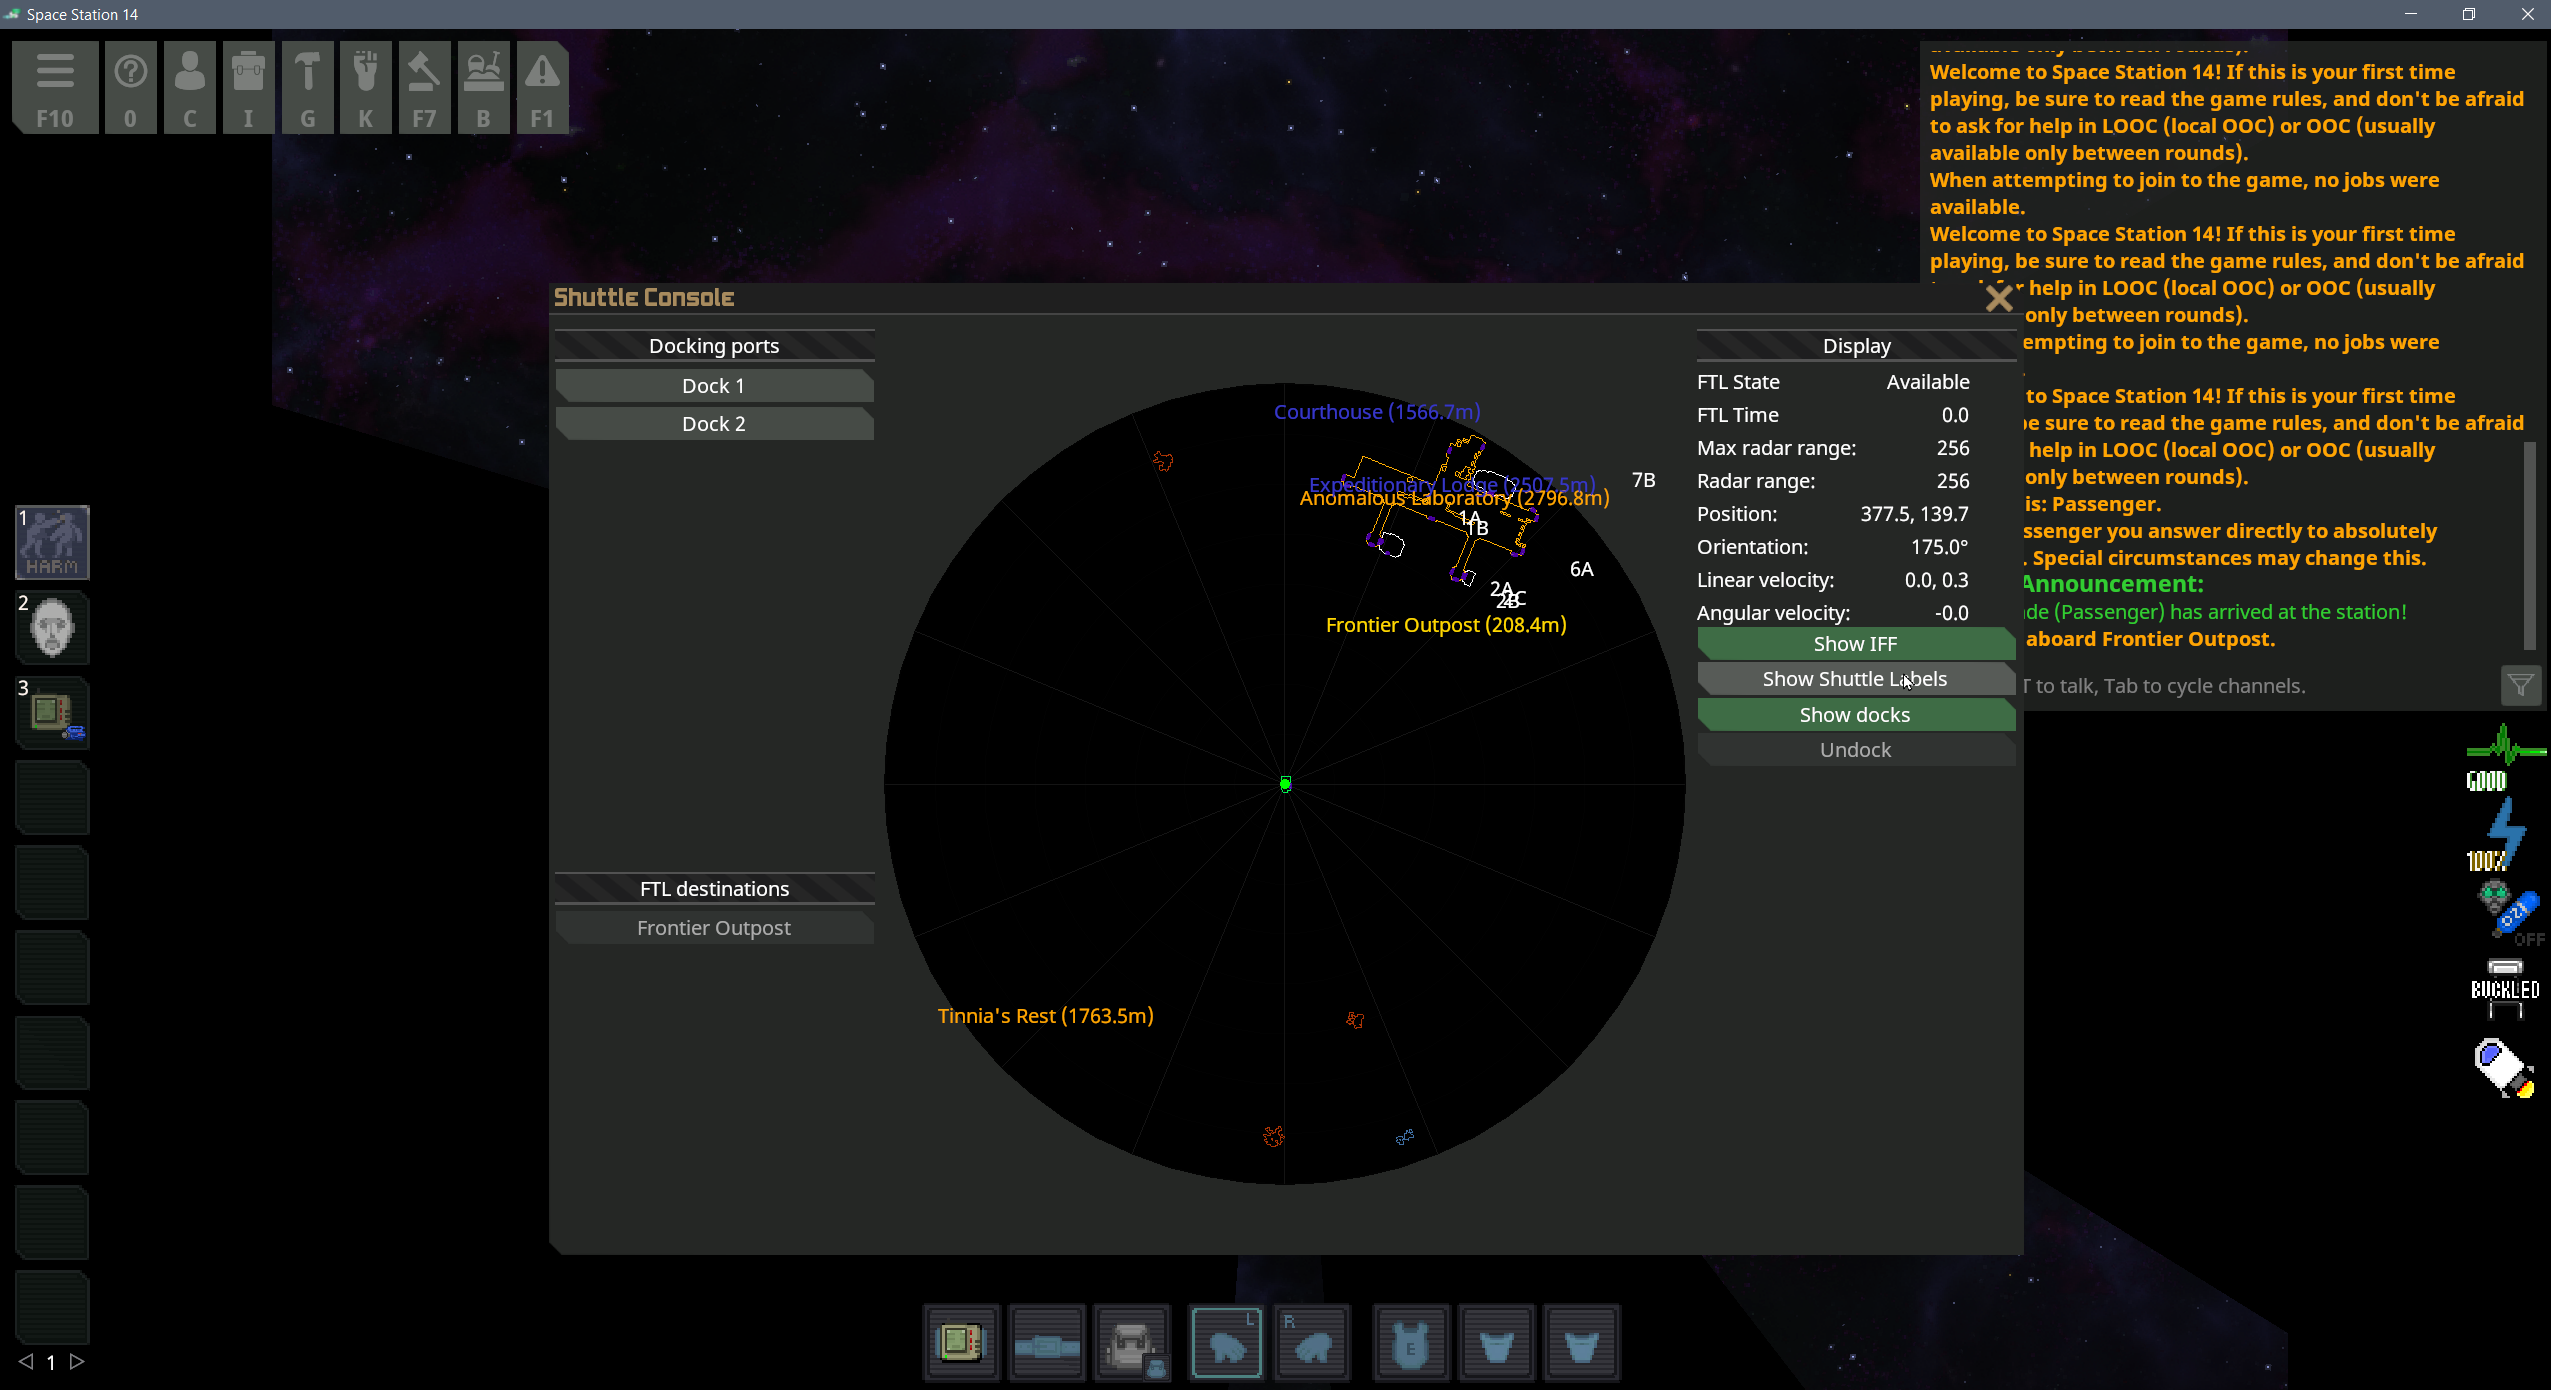 Space Station 14
F10
0
C
I
G
K
F7
B
F1
Welcome to Space Station 14! If this is your first time
playing, be sure to read the game rules, and don't be afraid
to ask for help in LOOC (local OOC) or OOC (usually
available only between rounds).
When attempting to join to the game, no jobs were
available.
Welcome to Space Station 14! If this is your first time
playing, be sure to read the game rules, and don't be afraid
help in LOOC (local OOC) or OOC (usually
only between rounds).
empting to join to the game, no jobs were
to Space Station 14! If this is your first time
be sure to read the game rules, and don't be afraid
help in LOOC (local OOC) or OOC (usually
only between rounds).
is: Passenger.
ssenger you answer directly to absolutely
. Special circumstances may change this.
Announcement:
de (Passenger) has arrived at the station!
aboard Frontier Outpost.
T to talk, Tab to cycle channels.
Shuttle Console
Docking ports
Dock 1
Dock 2
FTL destinations
Frontier Outpost
Courthouse (1566.7m)
Expeditionary Lodge (2507.5m)
Anomalous Laboratory (2796.8m)
7B
1A
1B
6A
2A
2B
2C
Frontier Outpost (208.4m)
Tinnia's Rest (1763.5m)
Display
FTL State Available
FTL Time 0.0
Max radar range: 256
Radar range: 256
Position: 377.5, 139.7
Orientation: 175.0°
Linear velocity: 0.0, 0.3
Angular velocity: -0.0
Show IFF
Show Shuttle Labels
Show docks
Undock
1
HARM
2
3
1
GOOD
100%
OFF
BUCKLED
L
R
E